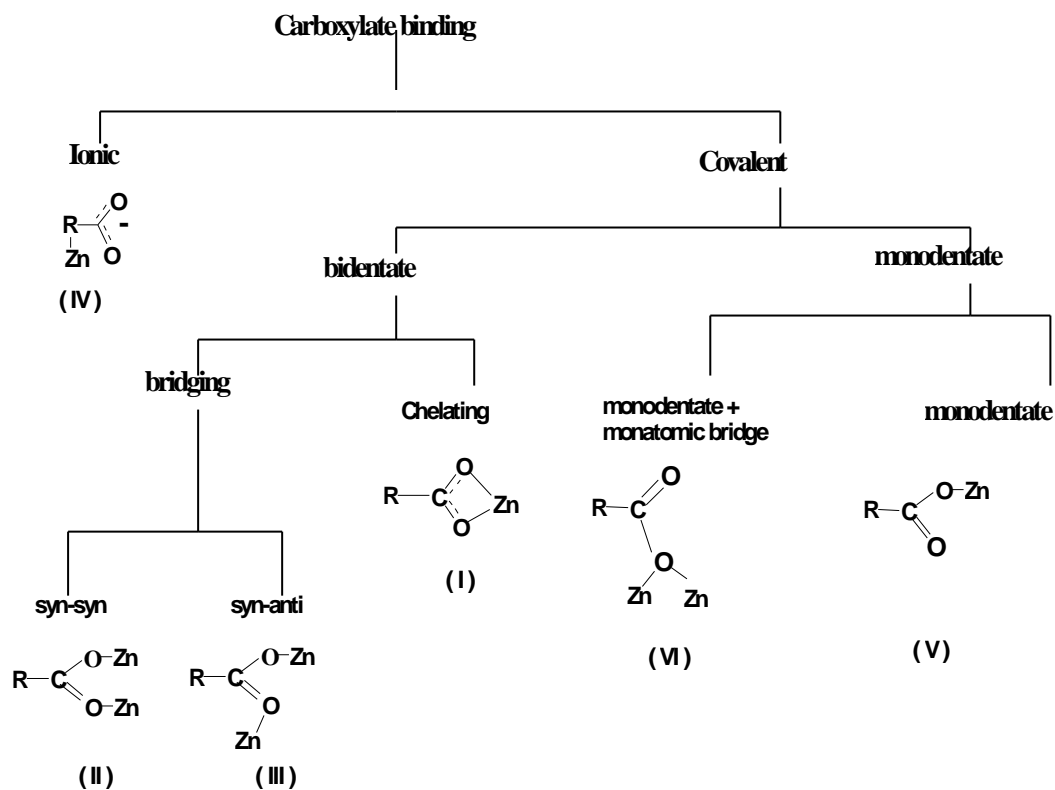 Carboxylate binding
Ionic
Covalent
R
O
-
O
Zn
(IV)
bidentate
monodentate
bridging
Chelating
monodentate +
monatomic bridge
monodentate
R
C
O
O
Zn
(I)
R
C
O
O
Zn
Zn
(VI)
R
C
O
Zn
O
(V)
syn-syn
syn-anti
R
C
O
Zn
O
Zn
(II)
R
C
O
Zn
O
Zn
(III)